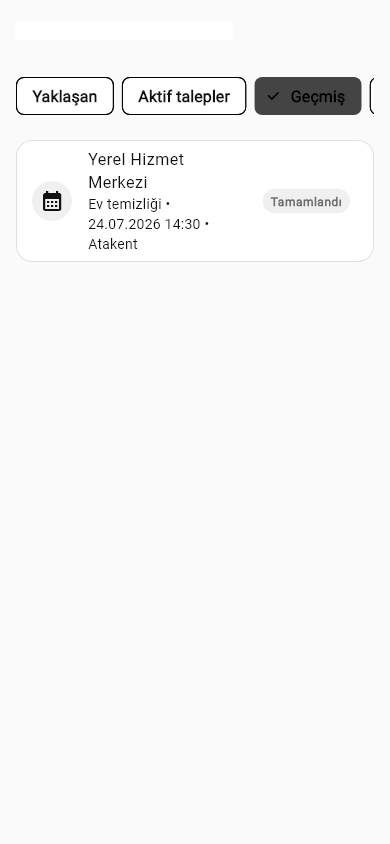 Yaklaşan
Aktif talepler
Geçmiş
Yerel Hizmet
Merkezi
Ev temizliği •
24.07.2026 14:30 •
Atakent
Tamamlandı